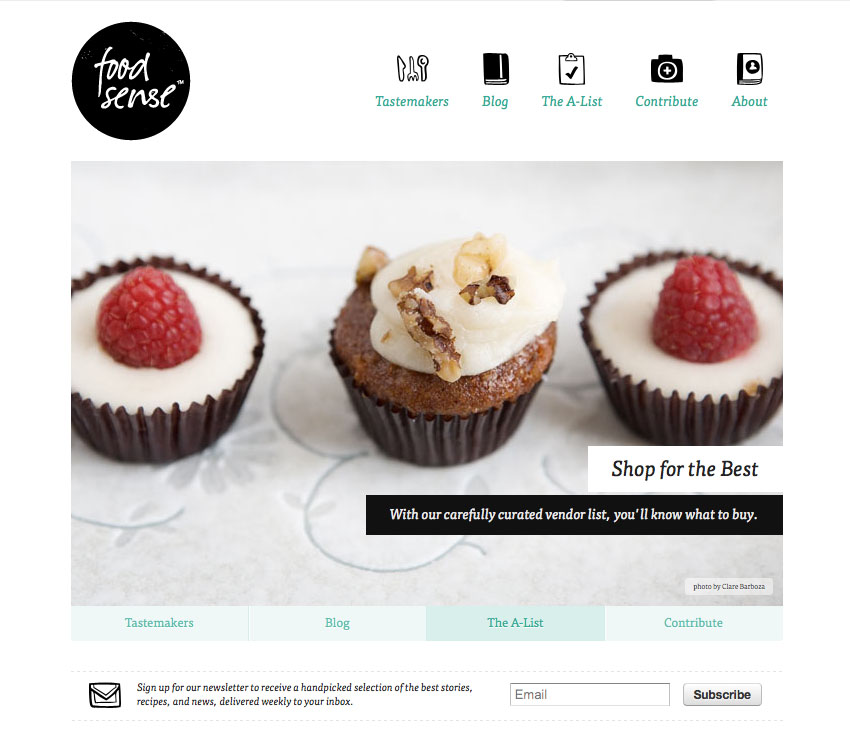 food
sense™
Tastemakers
Blog
The A-List
Contribute
About
Shop for the Best
With our carefully curated vendor list, you'll know what to buy.
photo by Clare Barboza
Tastemakers
Blog
The A-List
Contribute
Sign up for our newsletter to receive a handpicked selection of the best stories,
recipes, and news, delivered weekly to your inbox.
Email
Subscribe